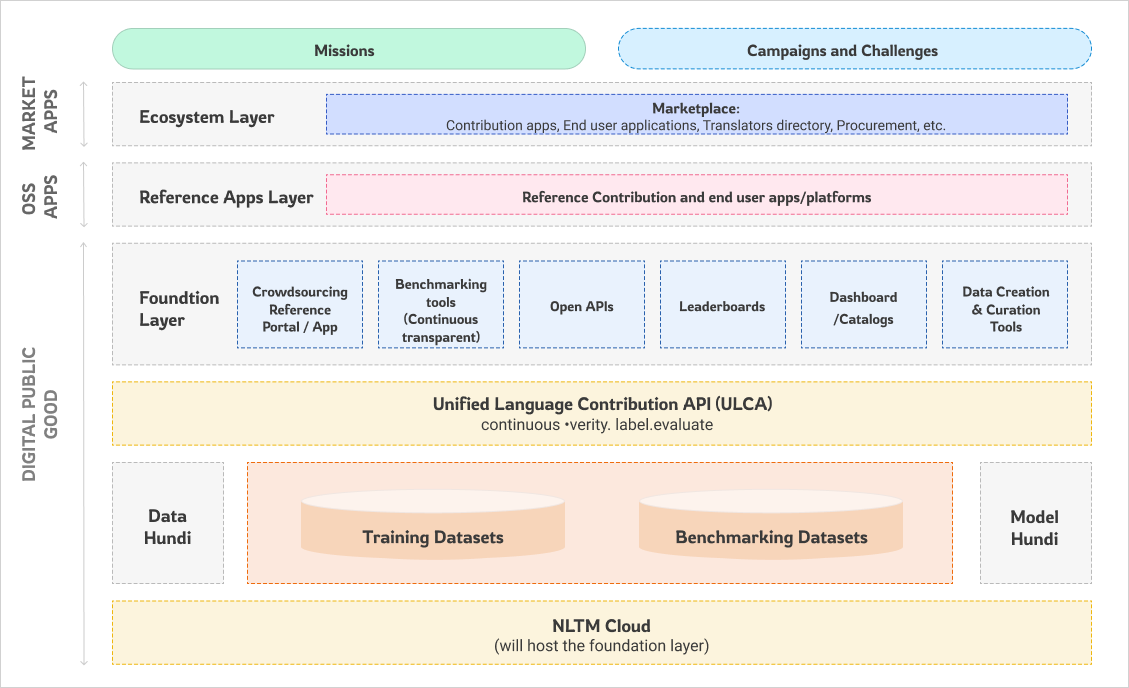 Missions
Campaigns and Challenges
MARKET
APPS
Ecosystem Layer
Marketplace:
Contribution apps, End user applications, Translators directory, Procurement, etc.
OSS
APPS
Reference Apps Layer
Reference Contribution and end user apps/platforms
DIGITAL PUBLIC
GOOD
Foundtion
Layer
Crowdsourcing
Reference
Portal / App
Benchmarking
tools
(Continuous
transparent)
Open APIs
Leaderboards
Dashboard
/Catalogs
Data Creation
& Curation
Tools
Unified Language Contribution API (ULCA)
continuous •verity. label.evaluate
Data
Hundi
Training Datasets
Benchmarking Datasets
Model
Hundi
NLTM Cloud
(will host the foundation layer)